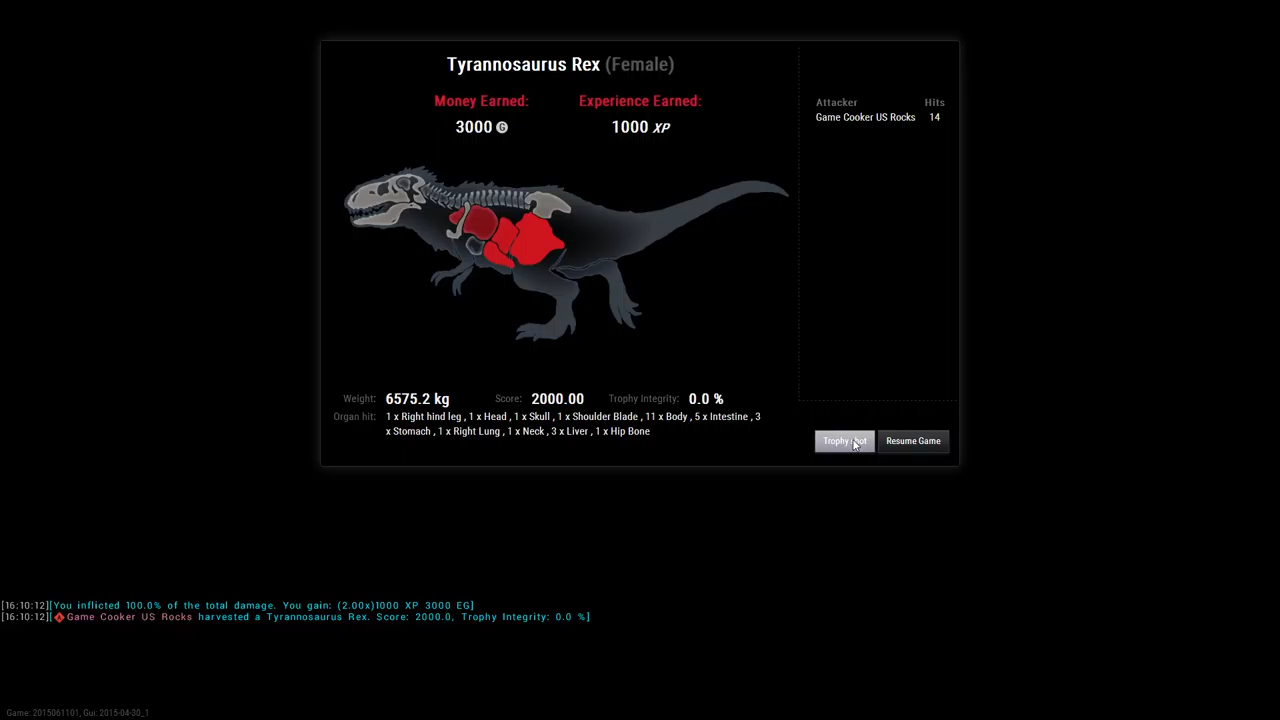 Tyrannosaurus Rex (Female)
Money Earned: Experience Earned:
3000 G 1000 XP
Attacker Hits
Game Cooker US Rocks 14
Weight: 6575.2 kg Score: 2000.00 Trophy Integrity: 0.0 %
Organ hit: 1 x Right hind leg , 1 x Head , 1 x Skull , 1 x Shoulder Blade , 11 x Body , 5 x Intestine , 3
x Stomach , 1 x Right Lung , 1 x Neck , 3 x Liver , 1 x Hip Bone
Trophy shot Resume Game
[16:10:12][You inflicted 100.0% of the total damage. You gain: (2.00x)1000 XP 3000 EG]
[16:10:12][Game Cooker US Rocks harvested a Tyrannosaurus Rex. Score: 2000.0, Trophy Integrity: 0.0 %]
Game: 2015061101, Gui: 2015-04-30_1